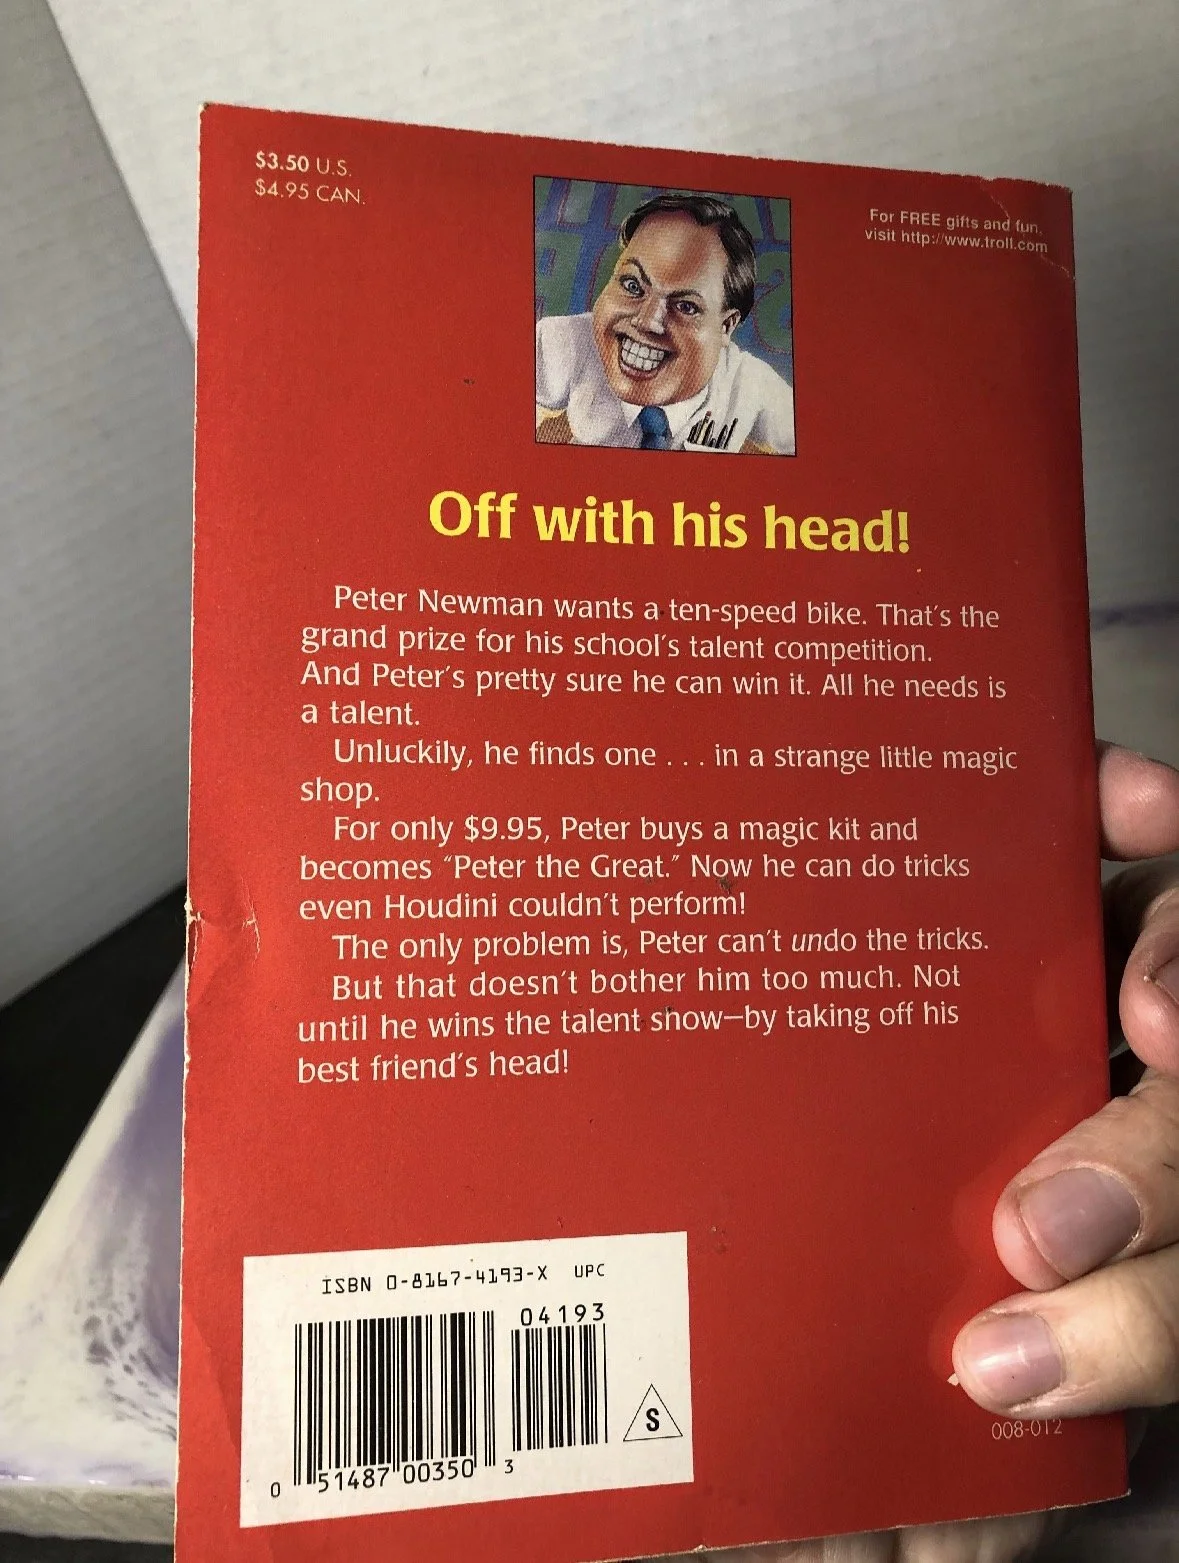 $3.50 U.S.
$4.95 CAN.
For FREE gifts and fun,
visit http://www.troll.com
Off with his head!
Peter Newman wants a ten-speed bike. That's the
grand prize for his school's talent competition.
And Peter's pretty sure he can win it. All he needs is
a talent.
Unluckily, he finds one . . . in a strange little magic
shop.
For only $9.95, Peter buys a magic kit and
becomes “Peter the Great.” Now he can do tricks
even Houdini couldn't perform!
The only problem is, Peter can't undo the tricks.
But that doesn't bother him too much. Not
until he wins the talent show—by taking off his
best friend's head!
ISBN 0-8167-4193-X UPC
04193
0 51487 00350 3
S
008-012